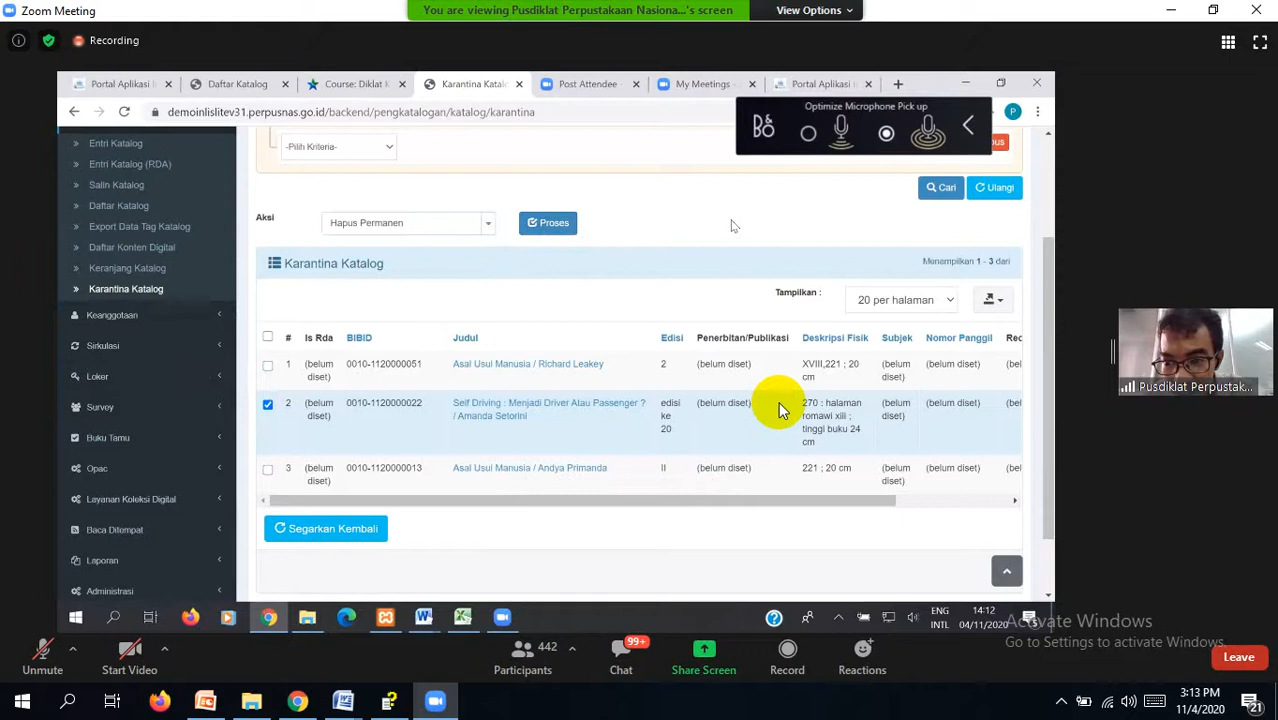 Zoom Meeting
You are viewing Pusdiklat Perpustakaan Nasiona...'s screen
View Options
Recording
Portal Aplikasi I
Daftar Katalog
Course: Diklat K
Karantina Katal
Post Attendee -
My Meetings -
Portal Aplikasi
demoinlislitev31.perpusnas.go.id/backend/pengkatalogan/katalog/karantina
P
Optimize Microphone Pick up
Entri Katalog
Entri Katalog (RDA)
Salin Katalog
Daftar Katalog
Export Data Tag Katalog
Daftar Konten Digital
Keranjang Katalog
Karantina Katalog
Keanggotaan
Sirkulasi
Loker
Survey
Buku Tamu
Opac
Layanan Koleksi Digital
Baca Ditempat
Laporan
Administrasi
-Pilih Kriteria-
Cari
Ulangi
Aksi
Hapus Permanen
Proses
Karantina Katalog
Menampilkan 1 - 3 dari
Tampilkan :
20 per halaman
# Is Rda BIBID Judul Edisi Penerbitan/Publikasi Deskripsi Fisik Subjek Nomor Panggil
1 (belum diset) 0010-1120000051 Asal Usul Manusia / Richard Leakey 2 (belum diset) XVIII,221 ; 20 cm (belum diset) (belum diset)
2 (belum diset) 0010-1120000022 Self Driving : Menjadi Driver Atau Passenger ? / Amanda Setorini edisi ke 20 (belum diset) 270 : halaman romawi xiii ; tinggi buku 24 cm (belum diset) (belum diset)
3 (belum diset) 0010-1120000013 Asal Usul Manusia / Andya Primanda II (belum diset) 221 ; 20 cm (belum diset) (belum diset)
Segarkan Kembali
ENG
INTL
14:12
04/11/2020
Pusdiklat Perpustak...
Activate Windows
Go to Settings to activate Windows.
Unmute
Start Video
442
Participants
99+
Chat
Share Screen
Record
Reactions
Leave
3:13 PM
11/4/2020
21